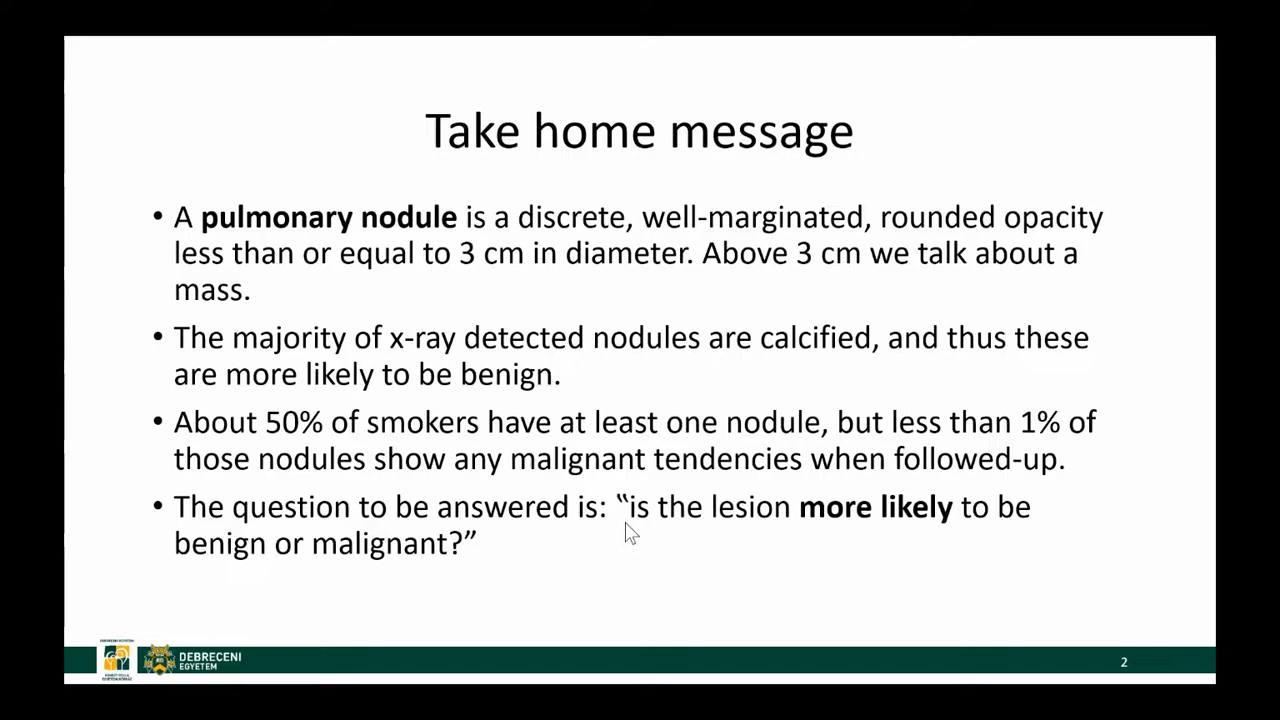 Take home message
• A pulmonary nodule is a discrete, well-marginated, rounded opacity
less than or equal to 3 cm in diameter. Above 3 cm we talk about a
mass.
• The majority of x-ray detected nodules are calcified, and thus these
are more likely to be benign.
• About 50% of smokers have at least one nodule, but less than 1% of
those nodules show any malignant tendencies when followed-up.
• The question to be answered is: “is the lesion more likely to be
benign or malignant?”
DEBRECENI
EGYETEM
2